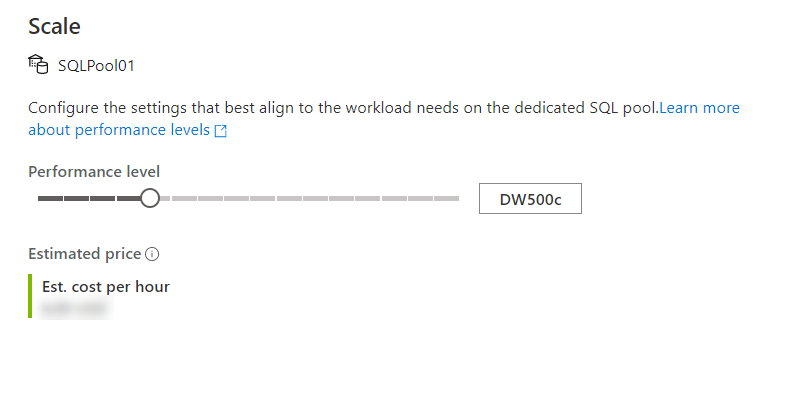 Scale
SQLPool01
Configure the settings that best align to the workload needs on the dedicated SQL pool.Learn more
about performance levels
Performance level
DW500c
Estimated price
Est. cost per hour